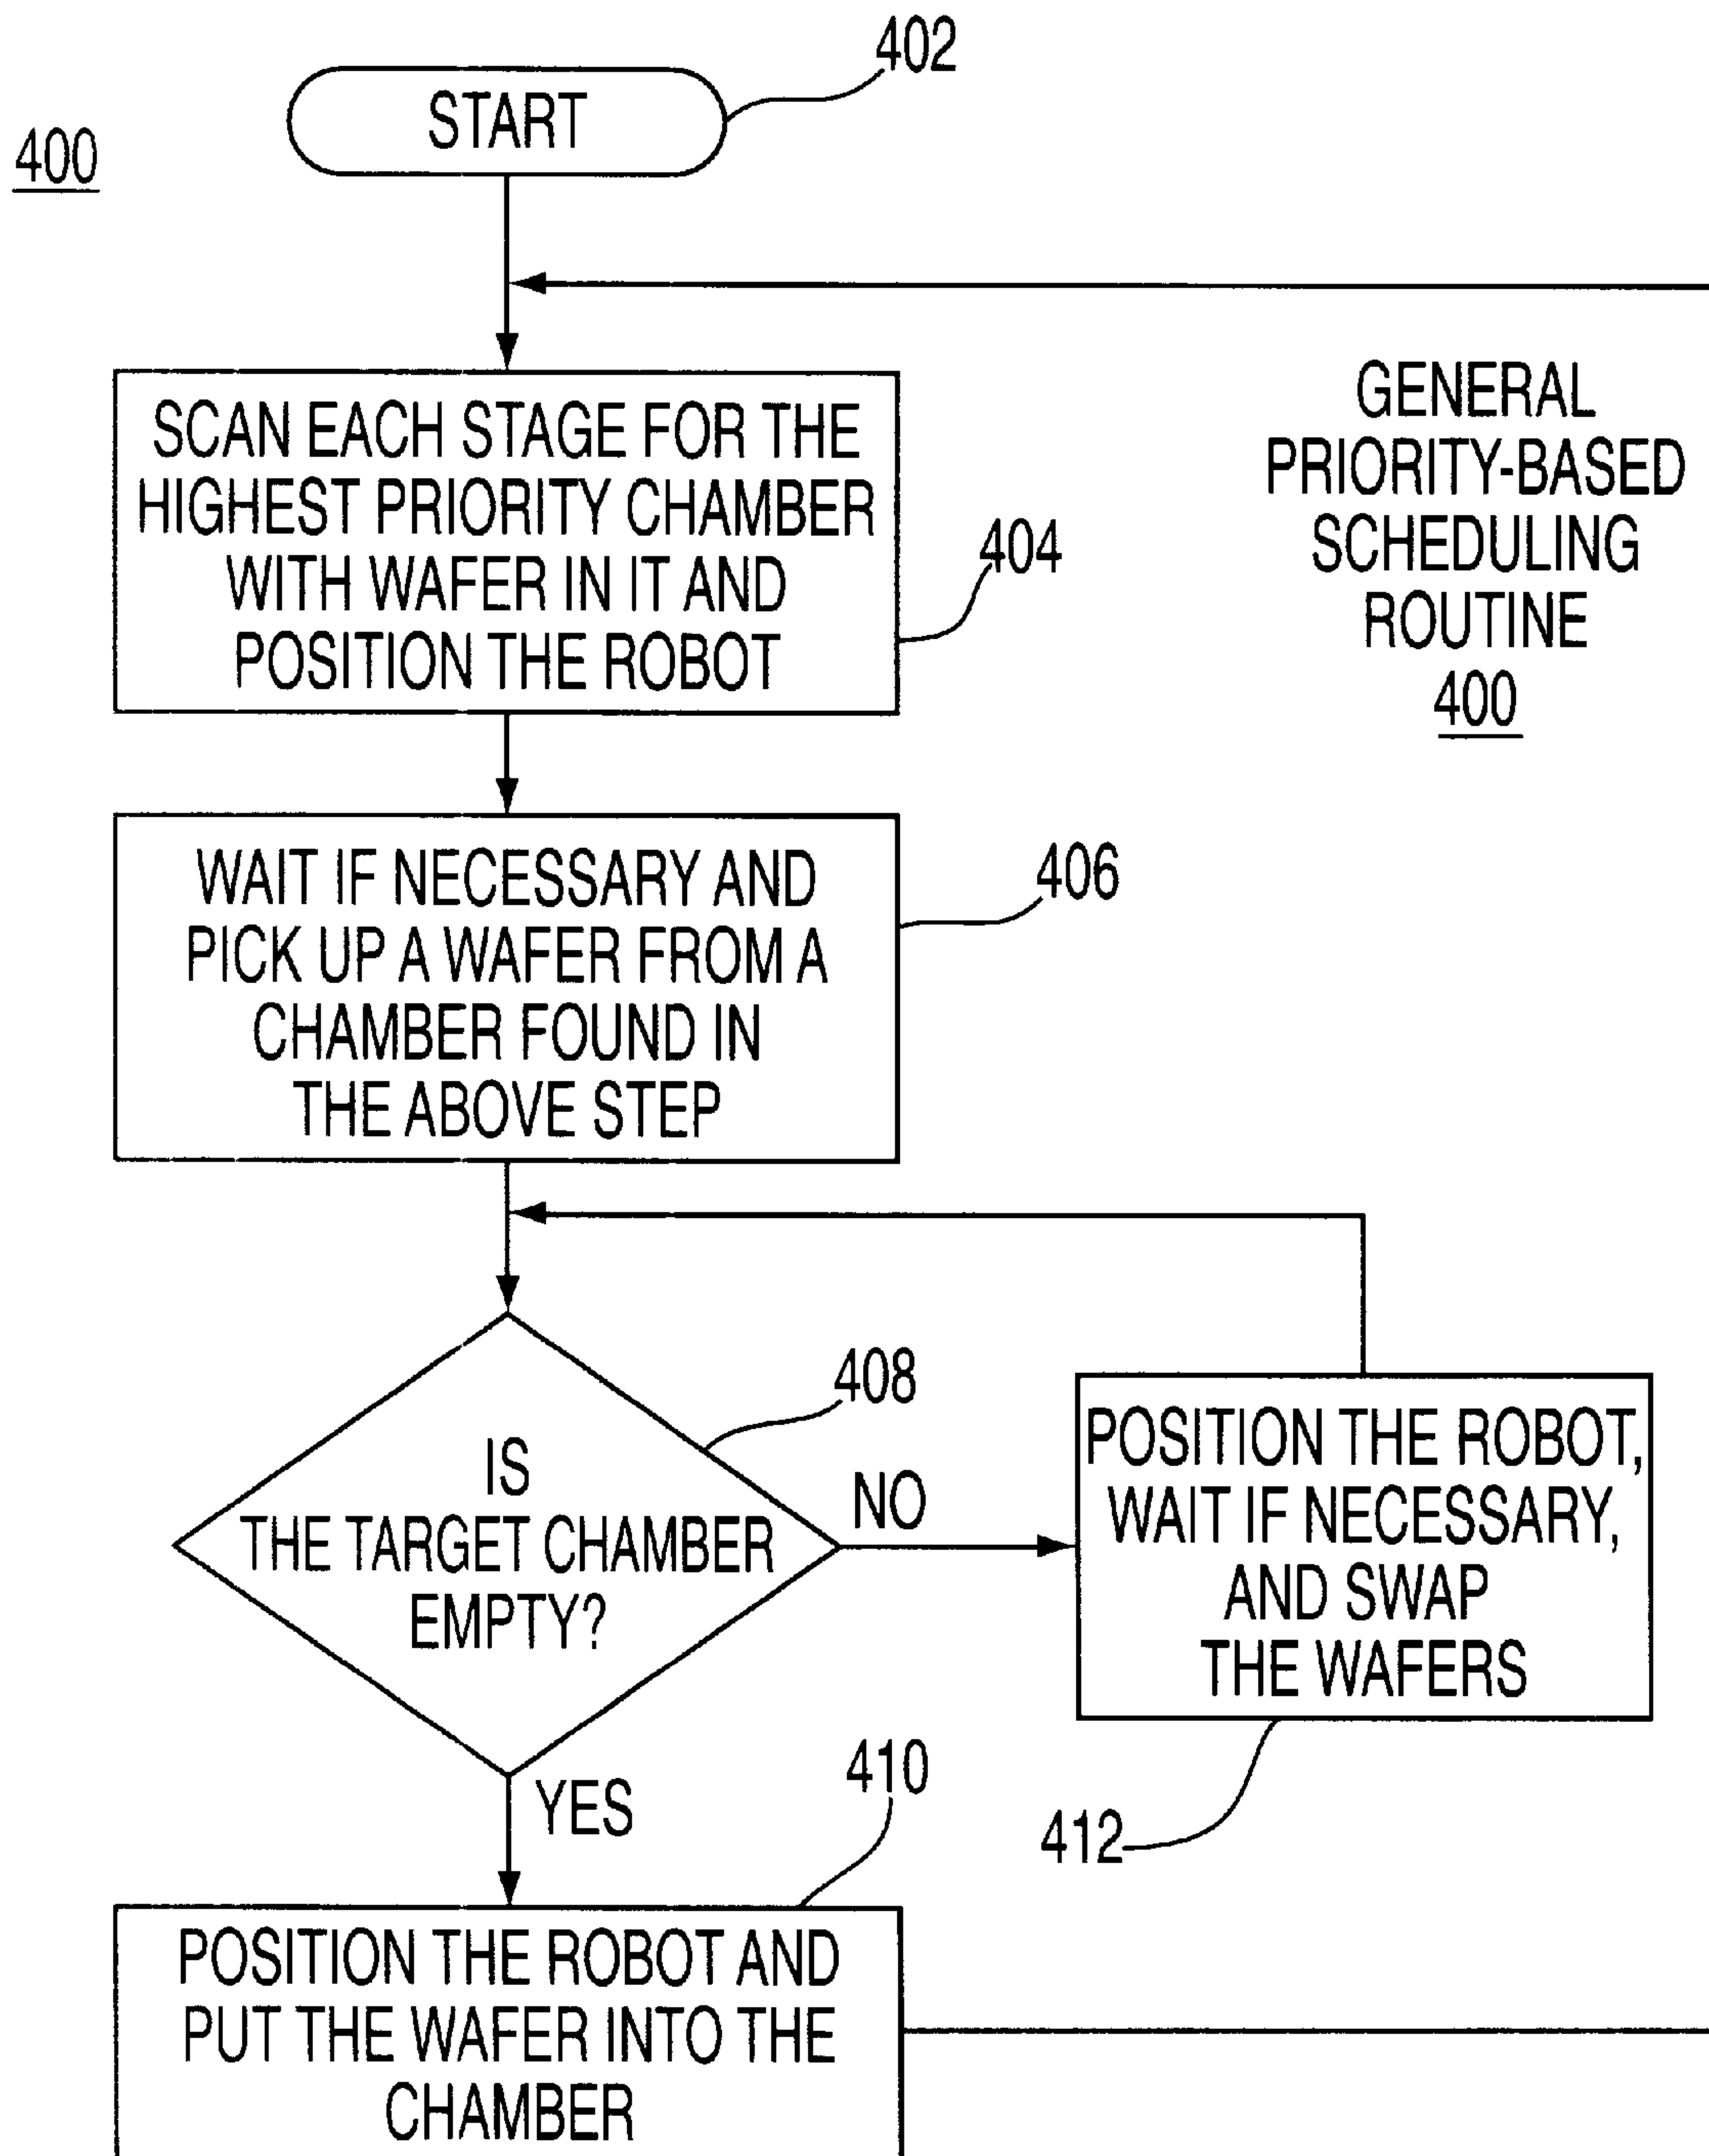 402
START
400
SCAN EACH STAGE FOR THE
HIGHEST PRIORITY CHAMBER
WITH WAFER IN IT AND
POSITION THE ROBOT
404
GENERAL
PRIORITY-BASED
SCHEDULING
ROUTINE
400
WAIT IF NECESSARY AND
PICK UP A WAFER FROM A
CHAMBER FOUND IN
THE ABOVE STEP
406
408
IS
THE TARGET CHAMBER
EMPTY?
NO
POSITION THE ROBOT,
WAIT IF NECESSARY,
AND SWAP
THE WAFERS
412
YES
410
POSITION THE ROBOT AND
PUT THE WAFER INTO THE
CHAMBER